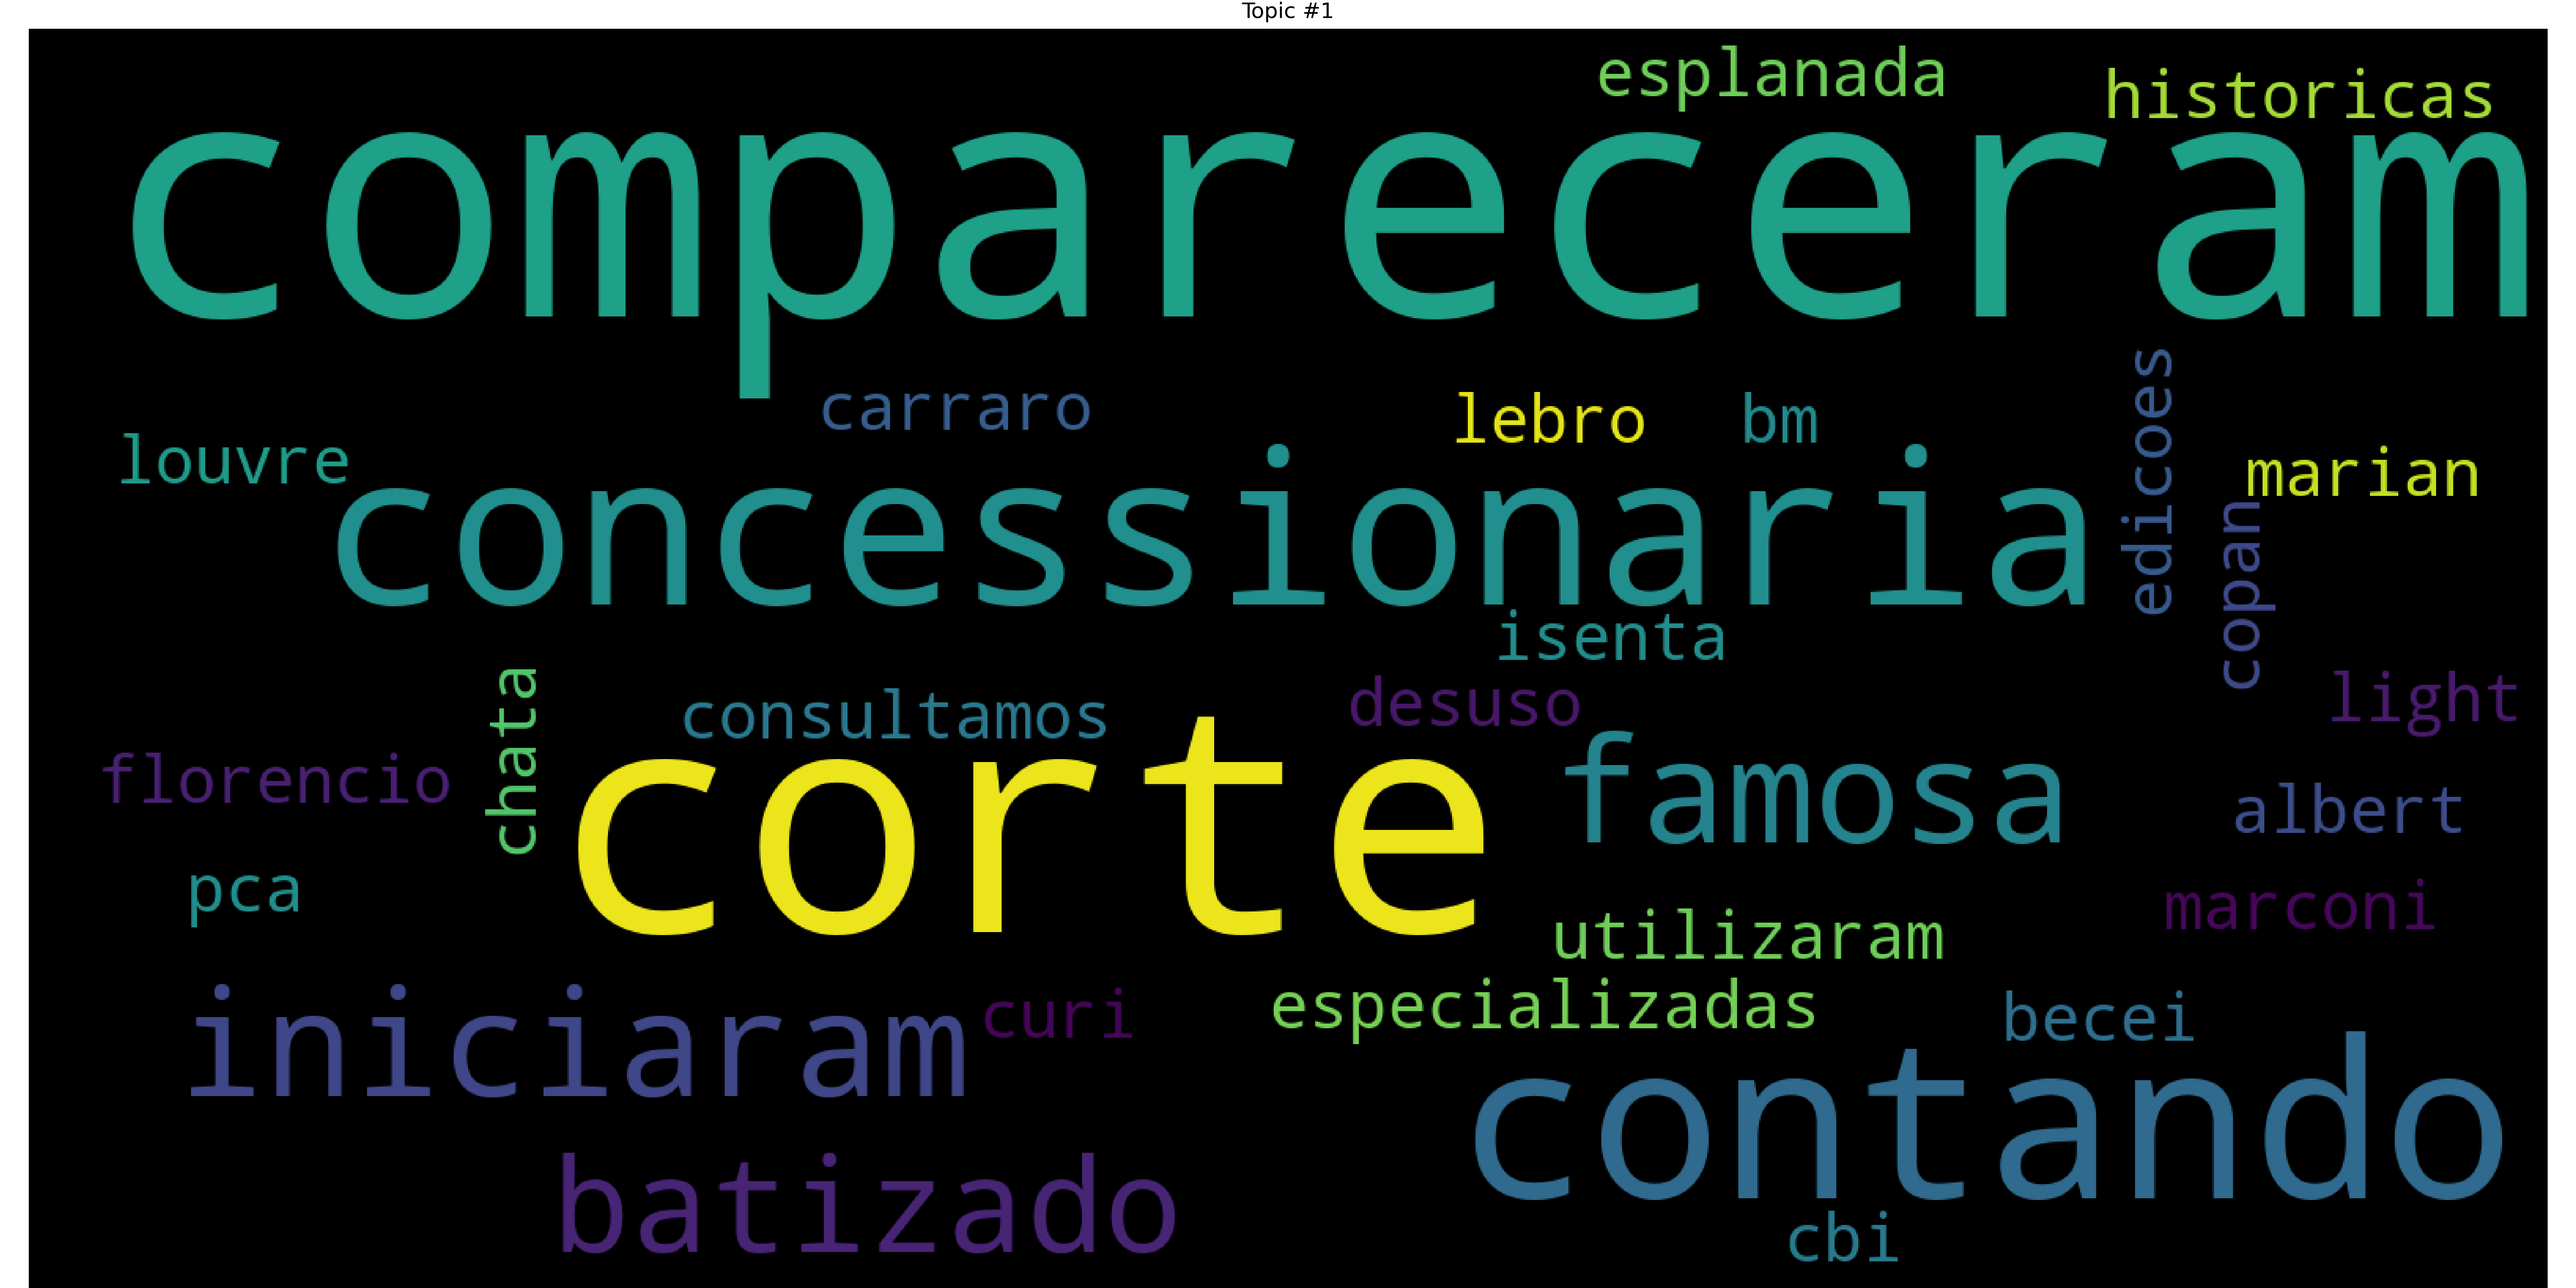 Topic #1
esplanada
historicas
compareceram
carraro
lebro
bm
edicoes
louvre
marian
concessionaria
copan
isenta
light
chata
consultamos
desuso
florencio
corte
famosa
albert
pca
marconi
utilizaram
iniciaram
curi
especializadas
becei
contando
batizado
cbi